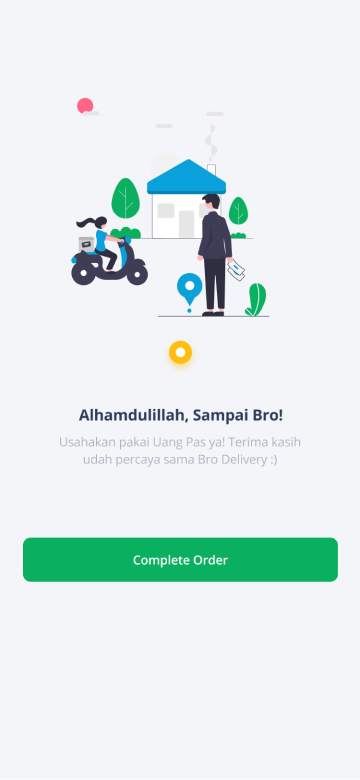 Alhamdulillah, Sampai Bro!
Usahakan pakai Uang Pas ya! Terima kasih
udah percaya sama Bro Delivery :)
Complete Order